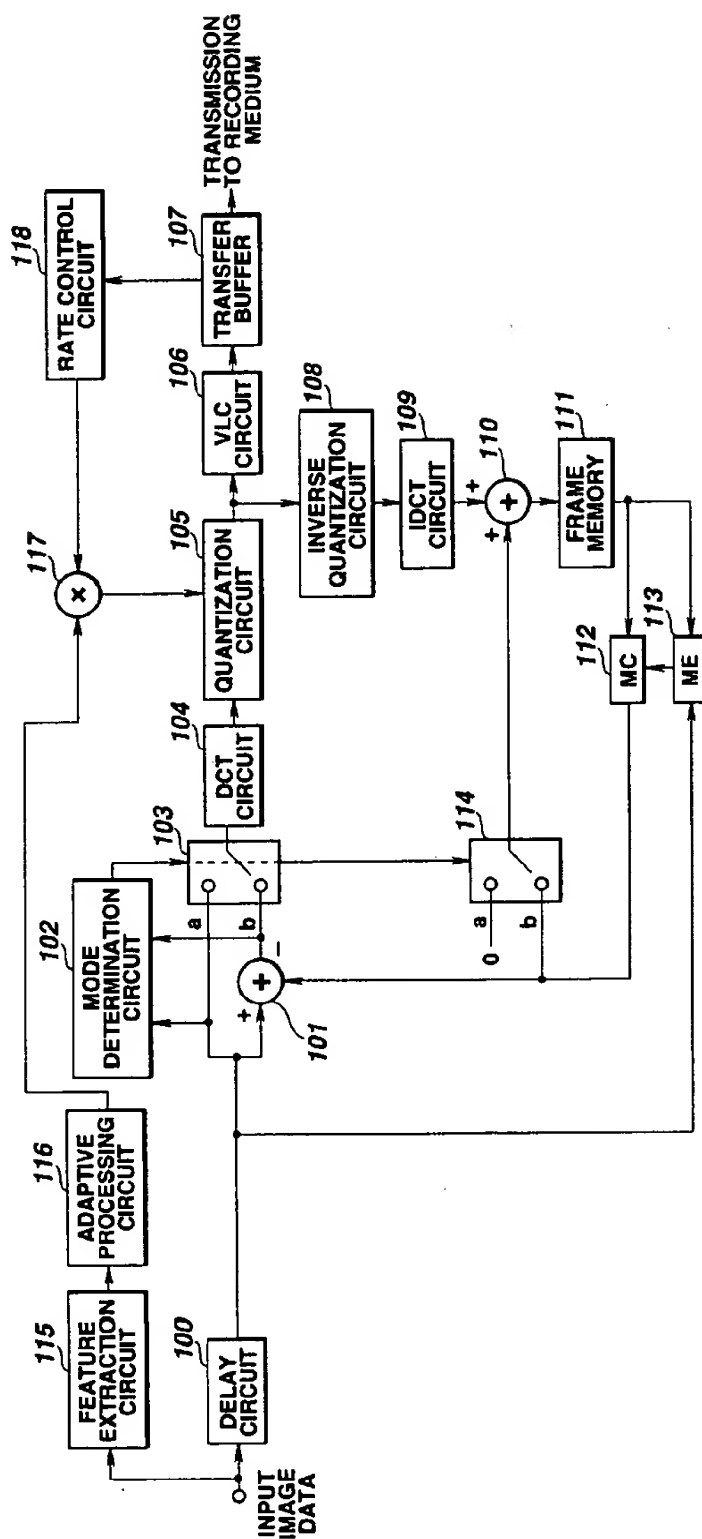 INPUT
IMAGE
DATA
115
FEATURE
EXTRACTION
CIRCUIT
116
ADAPTIVE
PROCESSING
CIRCUIT
100
DELAY
CIRCUIT
102
MODE
DETERMINATION
CIRCUIT
+
+
-
101
103
a
b
104
DCT
CIRCUIT
117
×
105
QUANTIZATION
CIRCUIT
106
VLC
CIRCUIT
107
TRANSFER
BUFFER
TRANSMISSION
TO RECORDING
MEDIUM
118
RATE CONTROL
CIRCUIT
108
INVERSE
QUANTIZATION
CIRCUIT
109
IDCT
CIRCUIT
110
+
+
+
111
FRAME
MEMORY
112
MC
113
ME
114
0
a
b